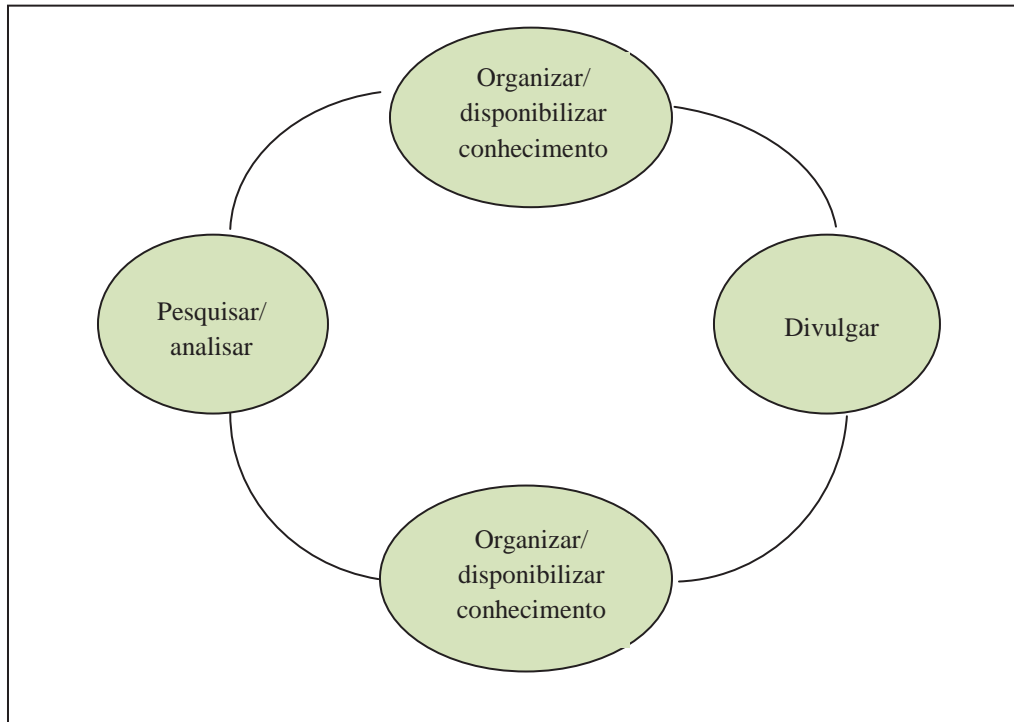 Organizar/
disponibilizar
conhecimento
Pesquisar/
analisar
Divulgar
Organizar/
disponibilizar
conhecimento